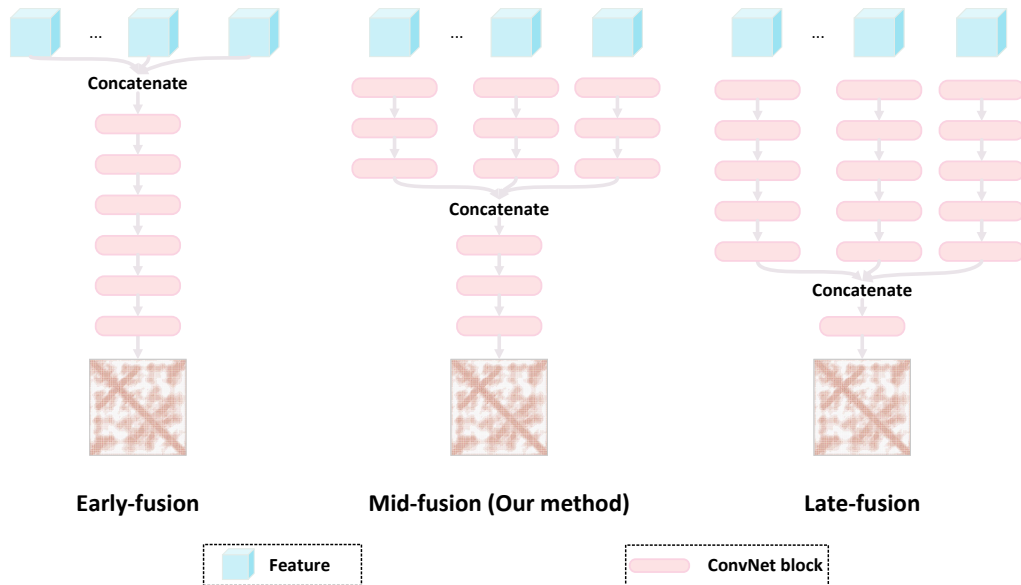 ... ... ...
Concatenate
Concatenate
Concatenate
Early-fusion Mid-fusion (Our method) Late-fusion
Feature ConvNet block